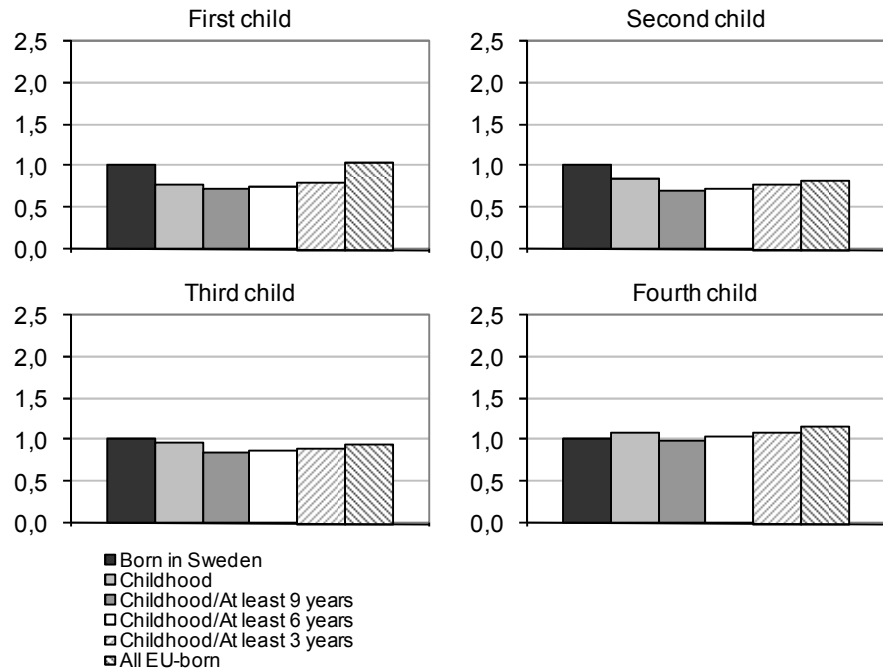 First child
2,5
2,0
1,5
1,0
0,5
0,0
Second child
2,5
2,0
1,5
1,0
0,5
0,0
Third child
2,5
2,0
1,5
1,0
0,5
0,0
Fourth child
2,5
2,0
1,5
1,0
0,5
0,0
Born in Sweden
Childhood
Childhood/At least 9 years
Childhood/At least 6 years
Childhood/At least 3 years
All EU-born